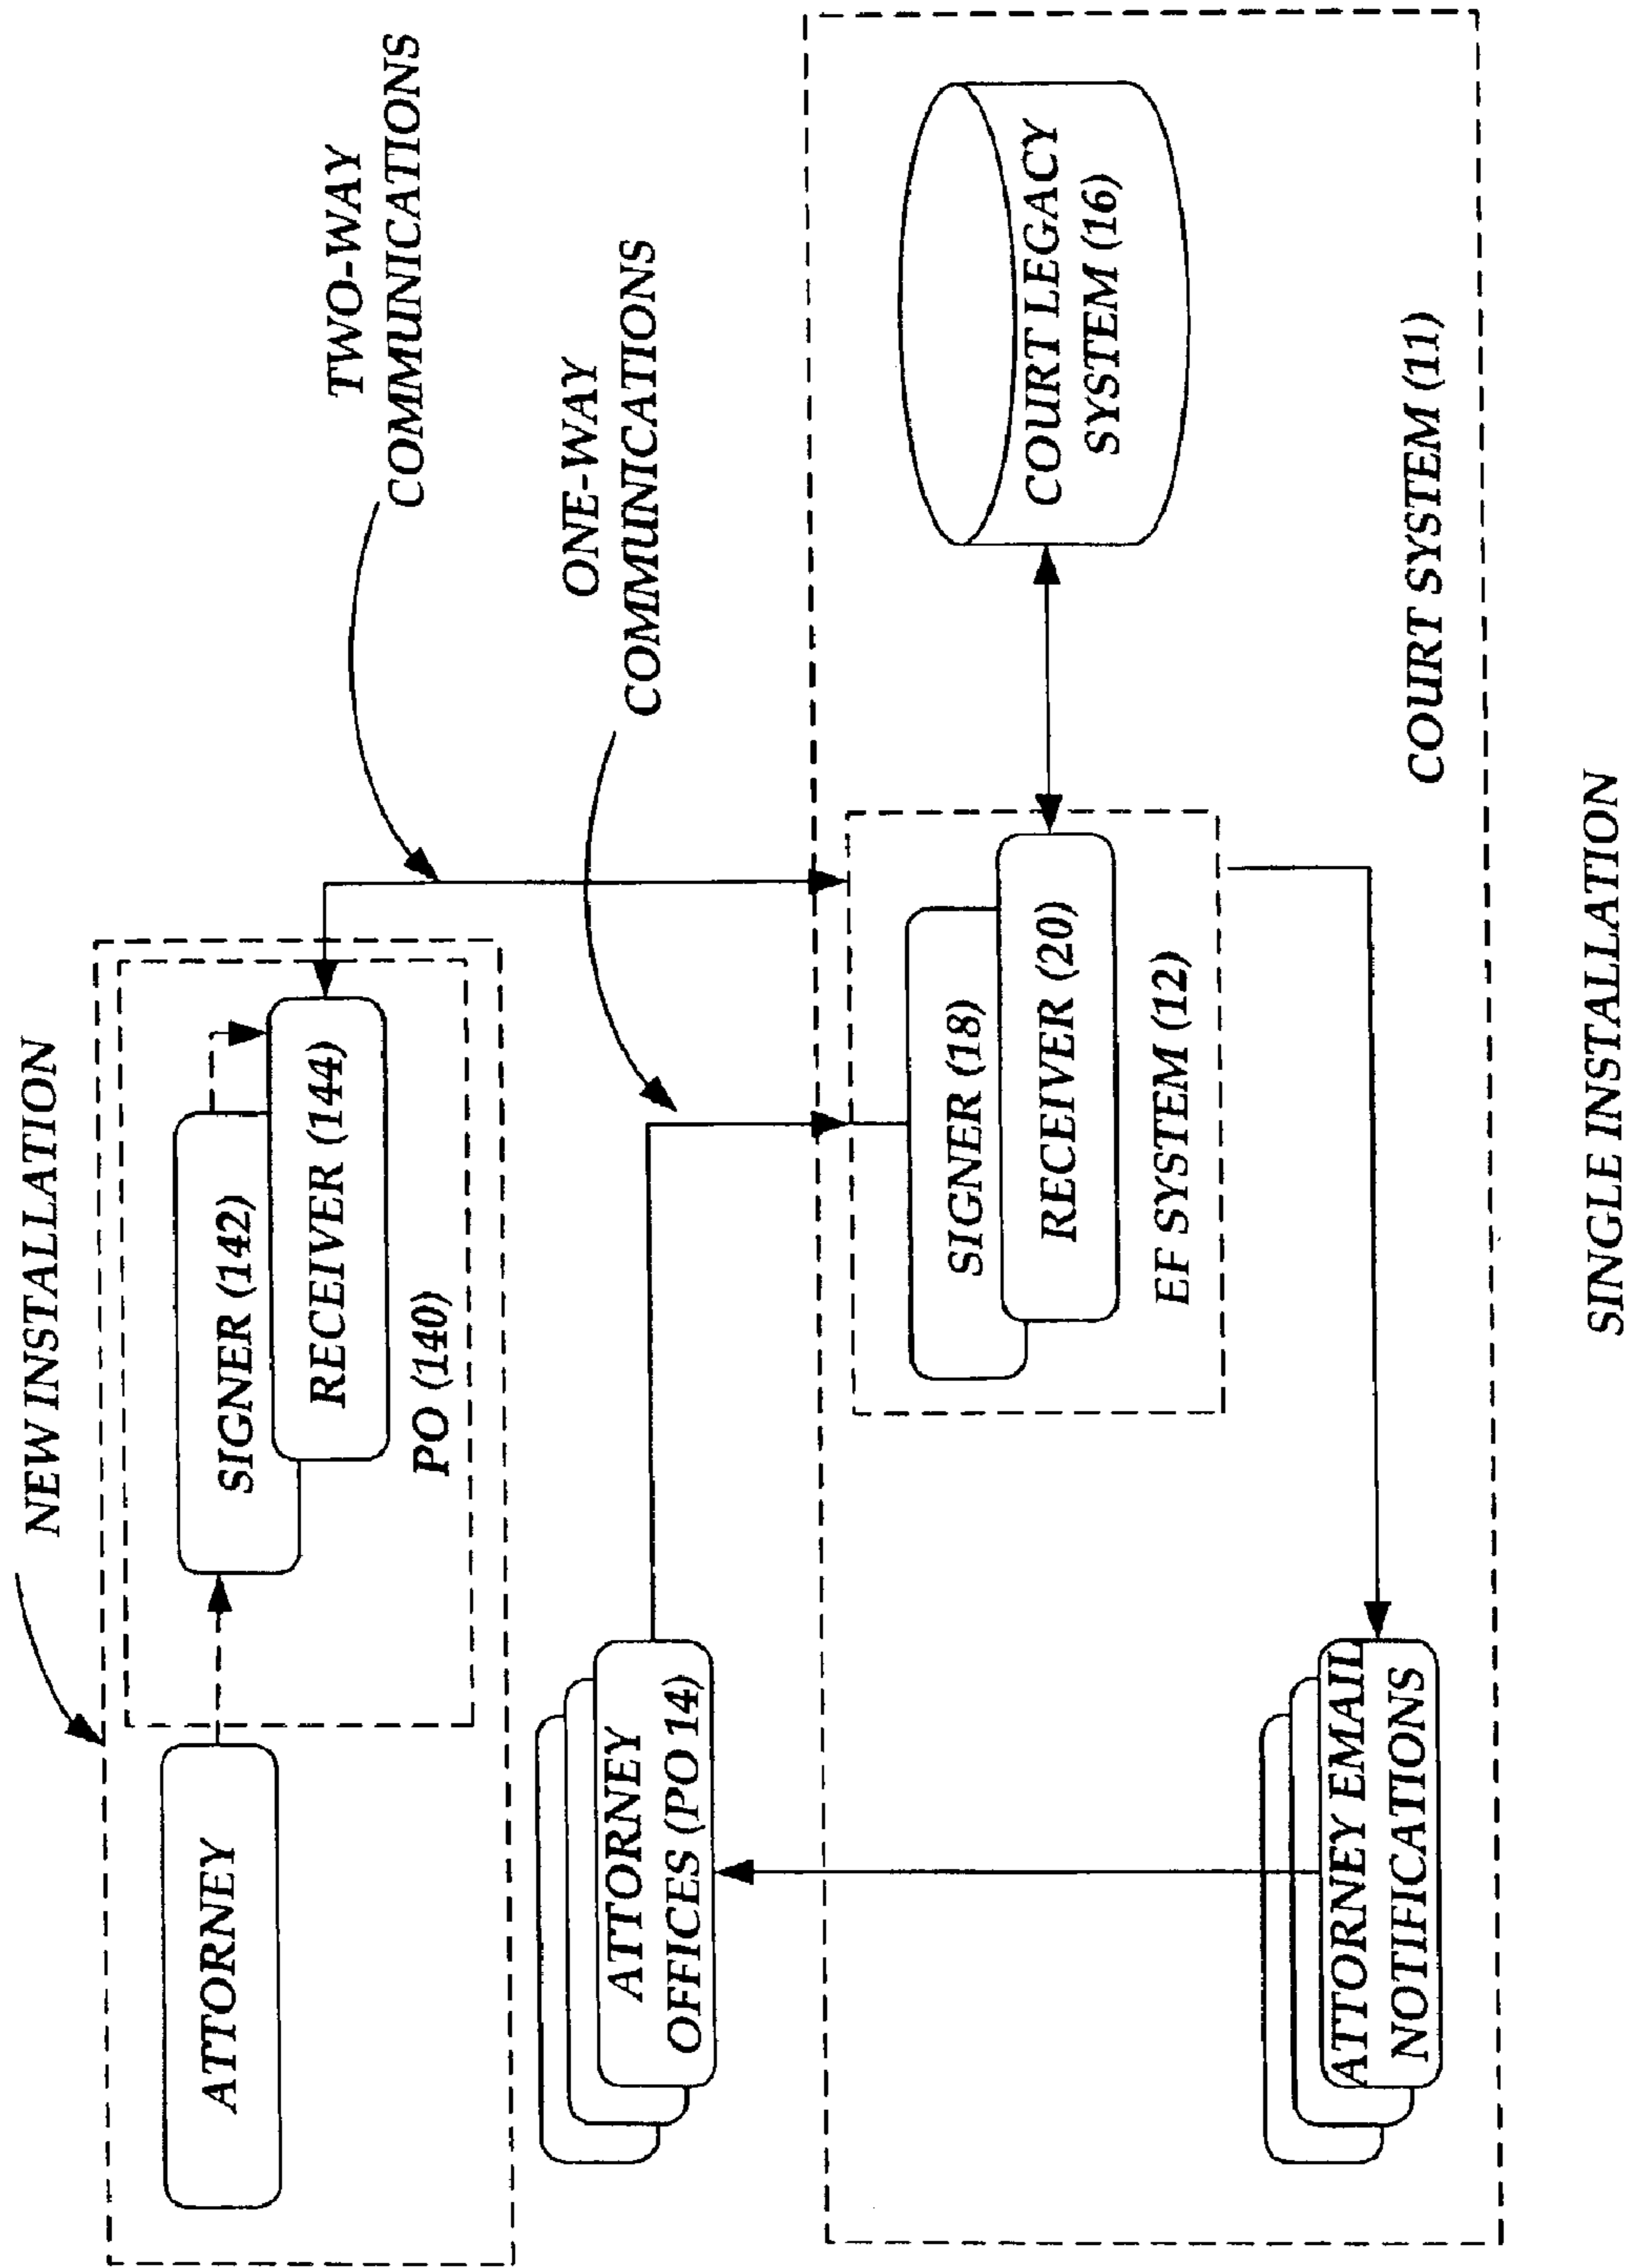 NEW INSTALLATION
ATTORNEY
SIGNER (142)
RECEIVER (144)
PO (140)
TWO-WAY
COMMUNICATIONS
ATTORNEY
OFFICES (PO 14)
ONE-WAY
COMMUNICATIONS
SIGNER (18)
RECEIVER (20)
EF SYSTEM (12)
COURT LEGACY
SYSTEM (16)
ATTORNEY EMAIL
NOTIFICATIONS
COURT SYSTEM (11)
SINGLE INSTALLATION